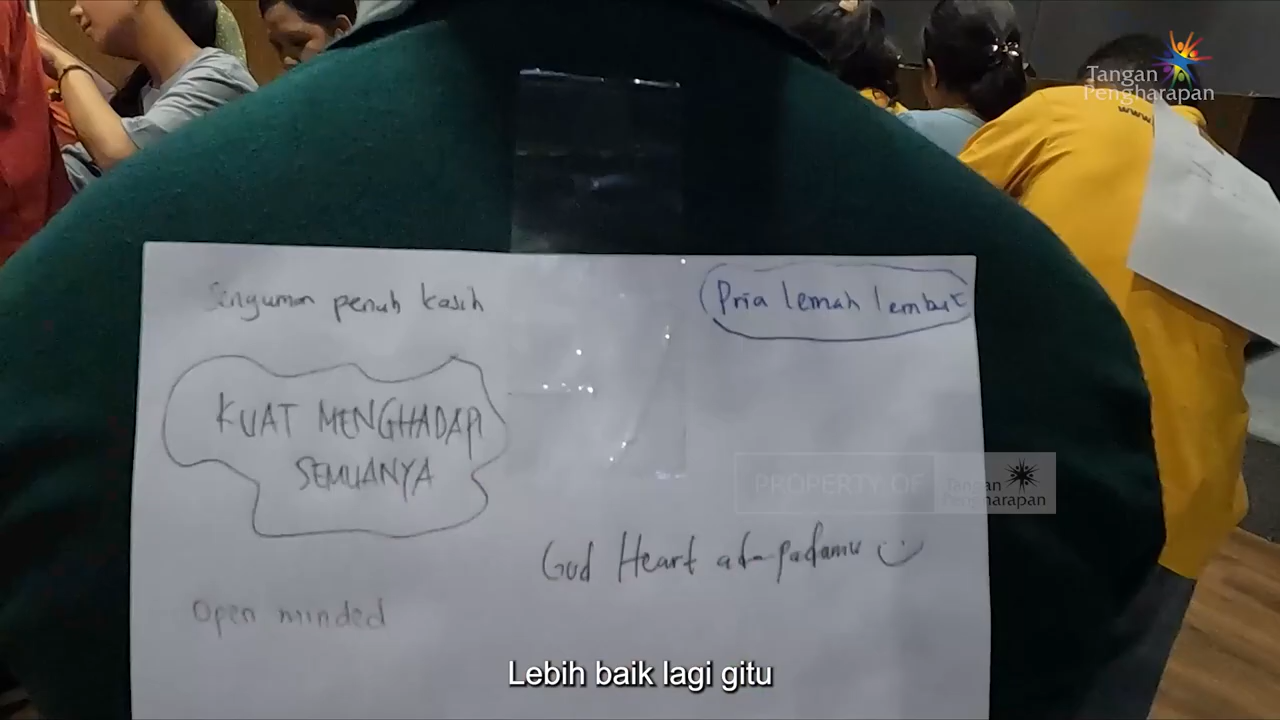 Tangan
Pengharapan
www
Senyuman penuh kasih
Pria lemah lembut
KUAT MENGHADAPI
SEMUANYA
PROPERTY OF
Tangan
Pengharapan
God Heart ada padamu
Open minded
Lebih baik lagi gitu